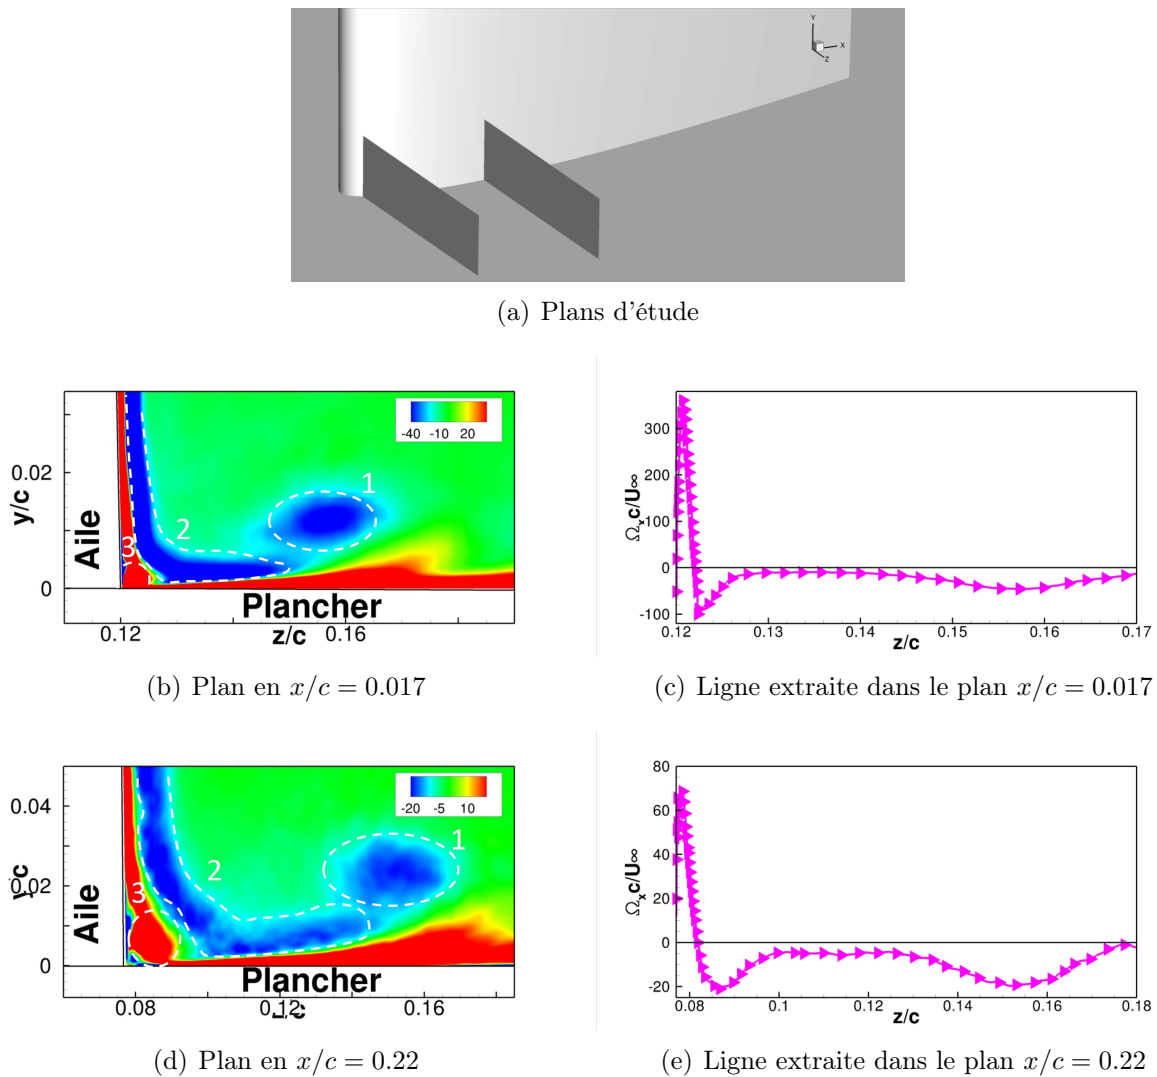 Y
X
Z
(a) Plans d'étude
-40 -10 20
1
2
3
0.02
0
y/c
Aile
Plancher
0.12 0.16
z/c
(b) Plan en x/c = 0.017
300
200
100
0
-100
Ωxc/U∞
0.12 0.13 0.14 0.15 0.16 0.17
z/c
(c) Ligne extraite dans le plan x/c = 0.017
-20 -5 10
1
2
3
0.04
0.02
0
Aile
Plancher
0.08 0.12 0.16
(d) Plan en x/c = 0.22
80
60
40
20
0
-20
Ωxc/U∞
0.08 0.1 0.12 0.14 0.16 0.18
z/c
(e) Ligne extraite dans le plan x/c = 0.22